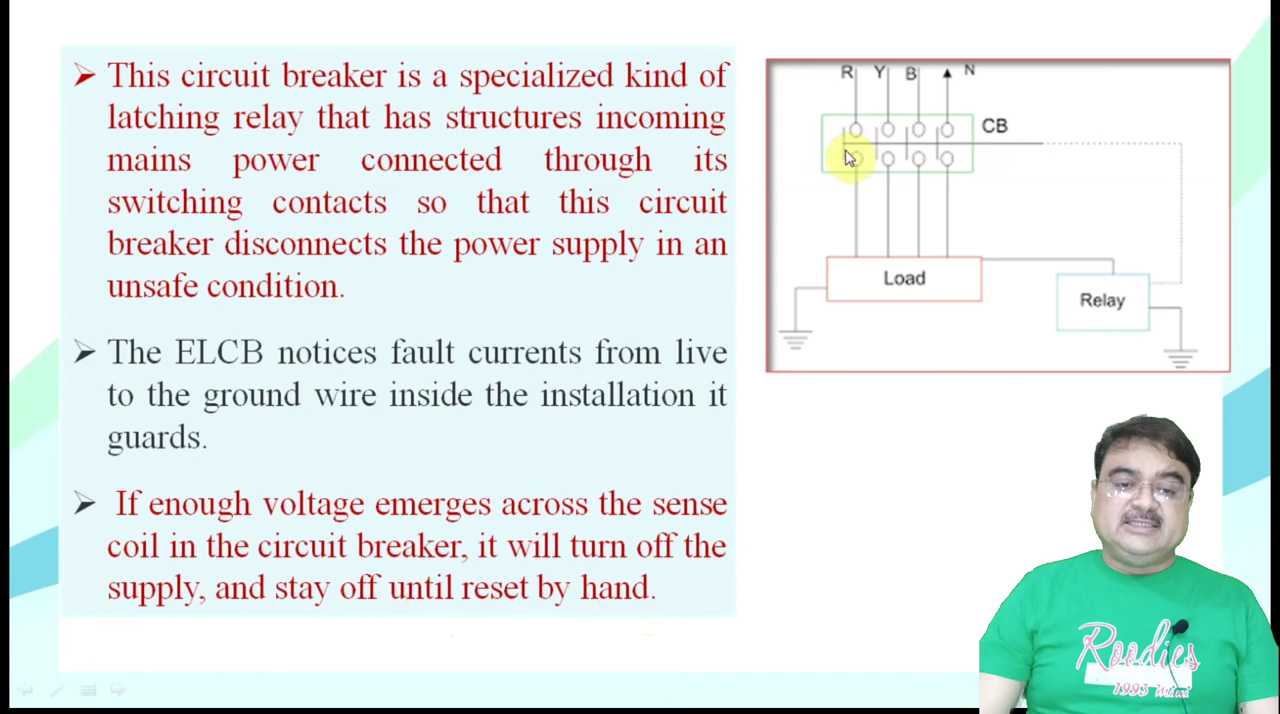 ➢ This circuit breaker is a specialized kind of
latching relay that has structures incoming
mains power connected through its
switching contacts so that this circuit
breaker disconnects the power supply in an
unsafe condition.
➢ The ELCB notices fault currents from live
to the ground wire inside the installation it
guards.
➢ If enough voltage emerges across the sense
coil in the circuit breaker, it will turn off the
supply, and stay off until reset by hand.
R Y B N
CB
Load
Relay
Roodies
1993